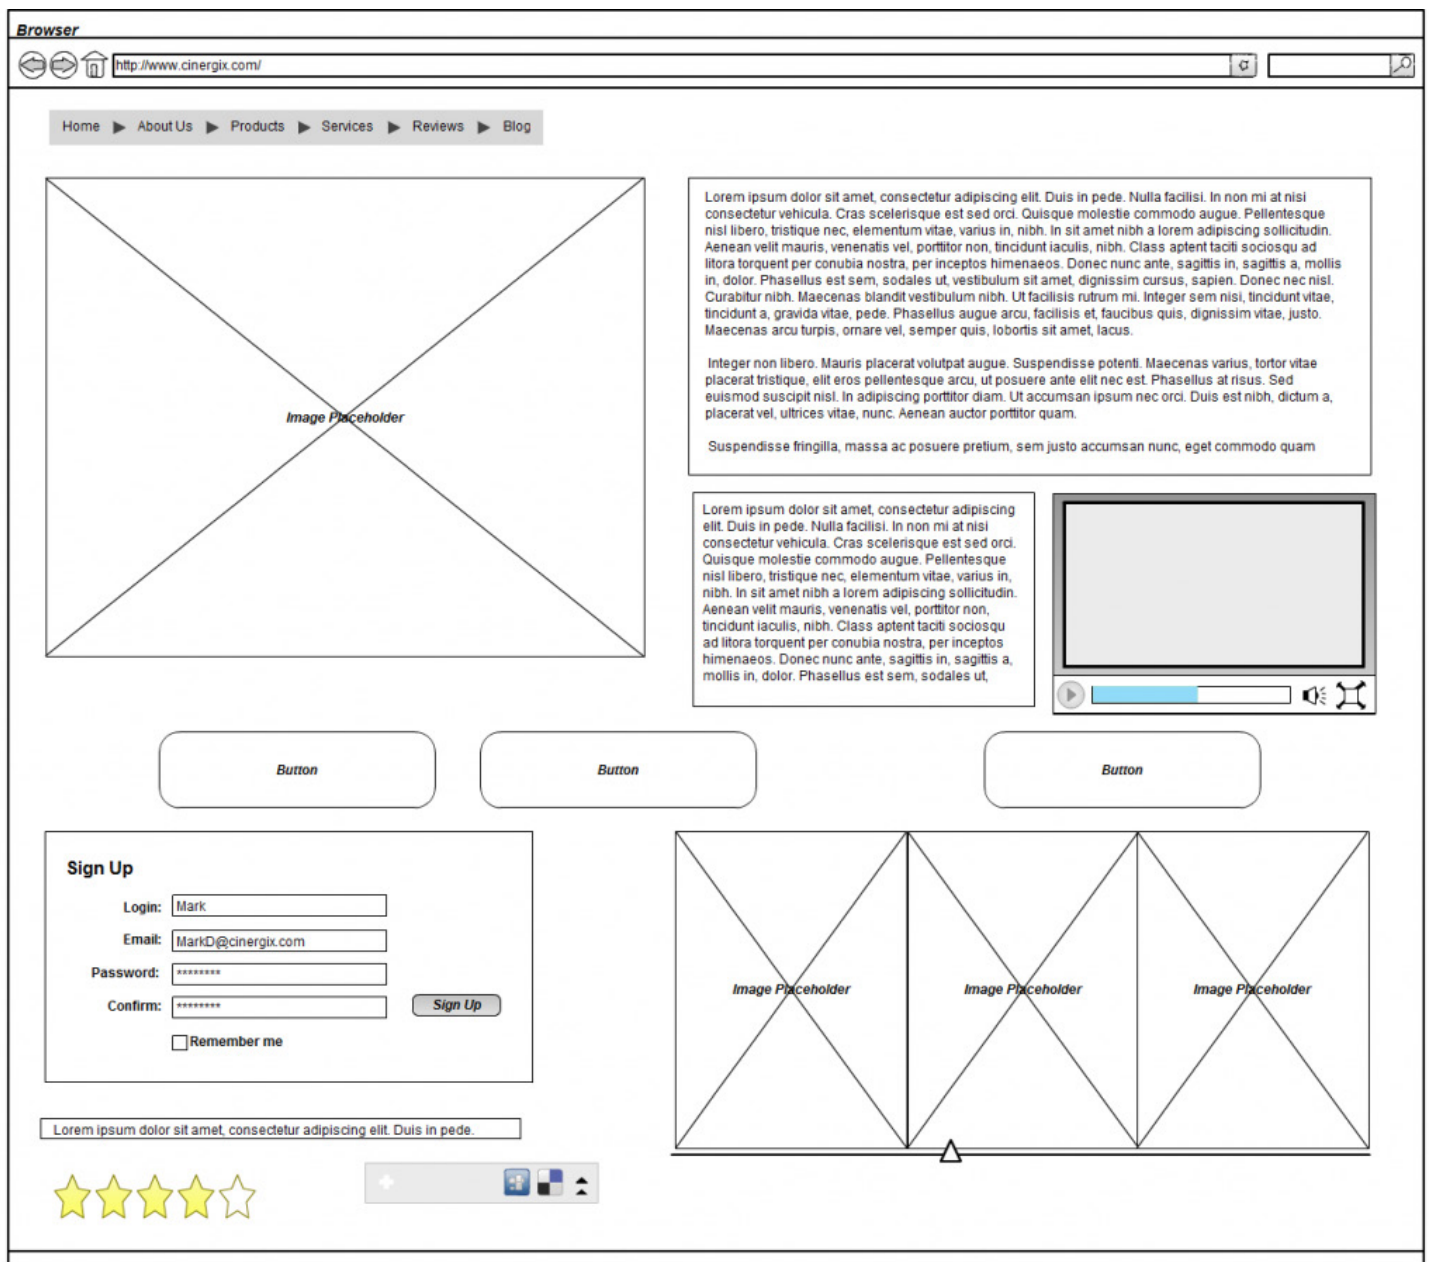 Browser
http://www.cinergix.com/
Home About Us Products Services Reviews Blog
Image Placeholder
Lorem ipsum dolor sit amet, consectetur adipiscing elit. Duis in pede. Nulla facilisi. In non mi at nisi
consectetur vehicula. Cras scelerisque est sed orci. Quisque molestie commodo augue. Pellentesque
nisl libero, tristique nec, elementum vitae, varius in, nibh. In sit amet nibh a lorem adipiscing sollicitudin.
Aenean velit mauris, venenatis vel, porttitor non, tincidunt iaculis, nibh. Class aptent taciti sociosqu ad
litora torquent per conubia nostra, per inceptos himenaeos. Donec nunc ante, sagittis in, sagittis a, mollis
in, dolor. Phasellus est sem, sodales ut, vestibulum sit amet, dignissim cursus, sapien. Donec nec nisl.
Curabitur nibh. Maecenas blandit vestibulum nibh. Ut facilisis rutrum mi. Integer sem nisi, tincidunt vitae,
tincidunt a, gravida vitae, pede. Phasellus augue arcu, facilisis et, faucibus quis, dignissim vitae, justo.
Maecenas arcu turpis, ornare vel, semper quis, lobortis sit amet, lacus.
Integer non libero. Mauris placerat volutpat augue. Suspendisse potenti. Maecenas varius, tortor vitae
placerat tristique, elit eros pellentesque arcu, ut posuere ante elit nec est. Phasellus at risus. Sed
euismod suscipit nisl. In adipiscing porttitor diam. Ut accumsan ipsum nec orci. Duis est nibh, dictum a,
placerat vel, ultrices vitae, nunc. Aenean auctor porttitor quam.
Suspendisse fringilla, massa ac posuere pretium, sem justo accumsan nunc, eget commodo quam
Lorem ipsum dolor sit amet, consectetur adipiscing
elit. Duis in pede. Nulla facilisi. In non mi at nisi
consectetur vehicula. Cras scelerisque est sed orci.
Quisque molestie commodo augue. Pellentesque
nisl libero, tristique nec, elementum vitae, varius in,
nibh. In sit amet nibh a lorem adipiscing sollicitudin.
Aenean velit mauris, venenatis vel, porttitor non,
tincidunt iaculis, nibh. Class aptent taciti sociosqu
ad litora torquent per conubia nostra, per inceptos
himenaeos. Donec nunc ante, sagittis in, sagittis a,
mollis in, dolor. Phasellus est sem, sodales ut,
Button
Button
Button
Sign Up
Login: Mark
Email: MarkD@cinergix.com
Password: ********
Confirm: ********
Sign Up
Remember me
Image Placeholder
Image Placeholder
Image Placeholder
Lorem ipsum dolor sit amet, consectetur adipiscing elit. Duis in pede.